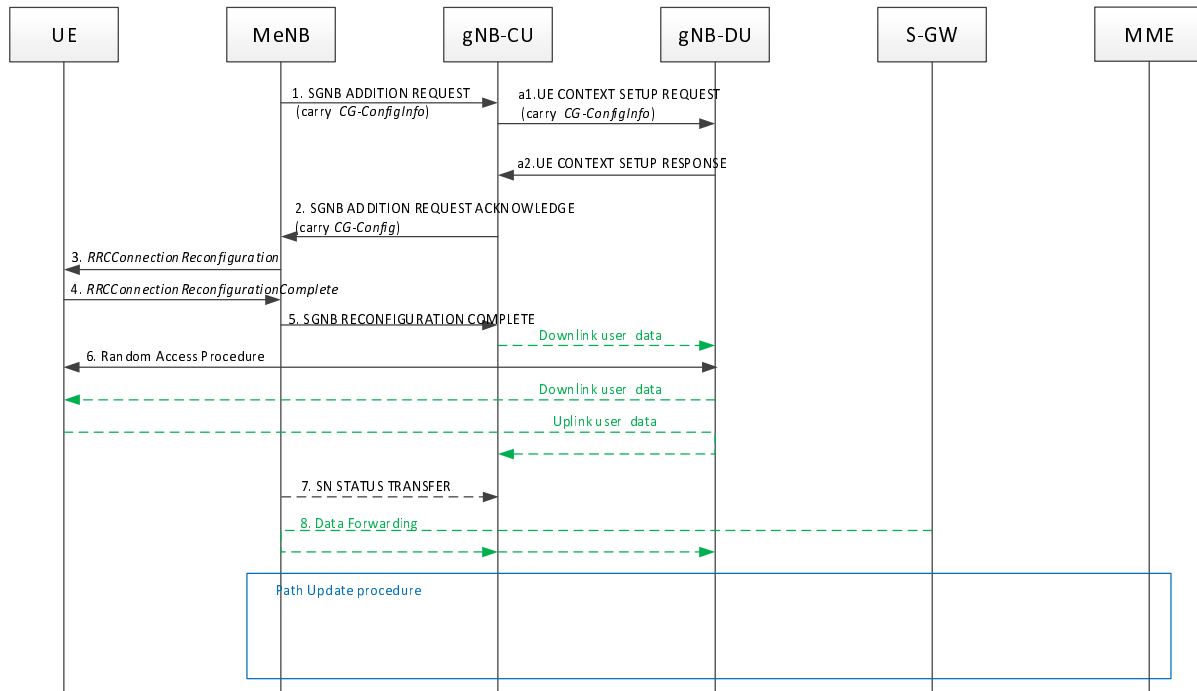 UE
MeNB
gNB-CU
gNB-DU
S-GW
MME
1. SGNB ADDITION REQUEST
(carry CG-ConfigInfo)
a1.UE CONTEXT SETUP REQUEST
(carry CG-ConfigInfo)
a2.UE CONTEXT SETUP RESPONSE
2. SGNB ADDITION REQUEST ACKNOWLEDGE
(carry CG-Config)
3. RRCConnectionReconfiguration
4. RRCConnectionReconfigurationComplete
5. SGNB RECONFIGURATION COMPLETE
Downlink user data
6. Random Access Procedure
Downlink user data
Uplink user data
7. SN STATUS TRANSFER
8. Data Forwarding
Path Update procedure